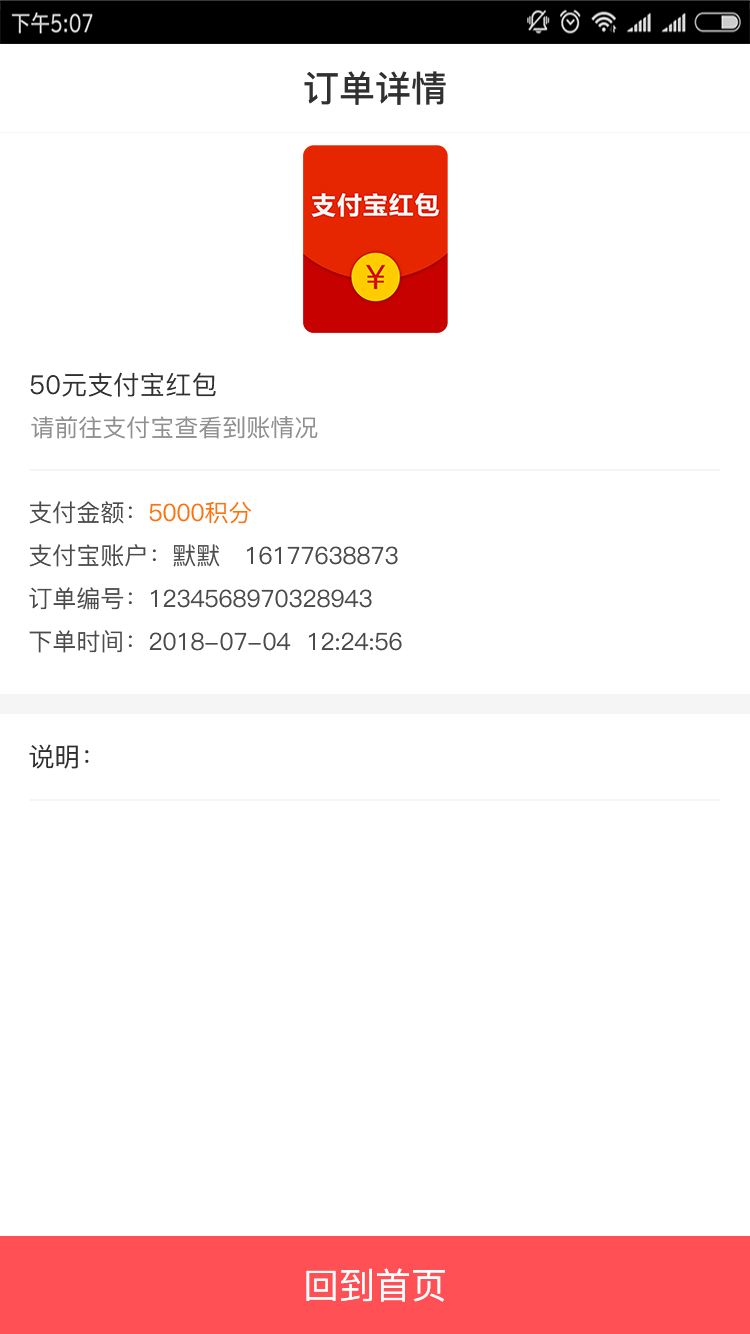 下午5:07
订单详情
支付宝红包
¥
50元支付宝红包
请前往支付宝查看到账情况
支付金额：5000积分
支付宝账户：默默 16177638873
订单编号：1234568970328943
下单时间：2018-07-04 12:24:56
说明：
回到首页